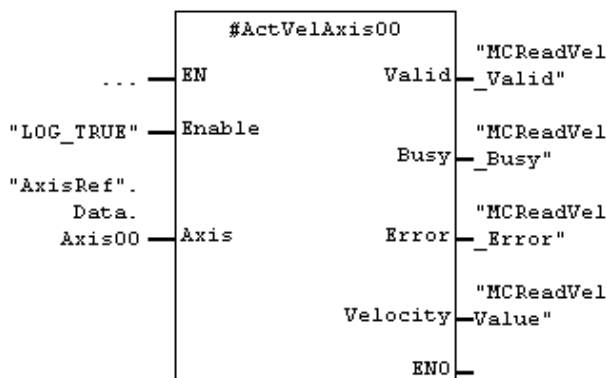 #ActVelAxis00
... EN
Valid "MCReadVel
_Valid"
"LOG_TRUE" Enable
Busy "MCReadVel
_Busy"
"AxisRef".
Data.
Axis00 Axis
Error "MCReadVel
_Error"
Velocity "MCReadVel
Value"
ENO